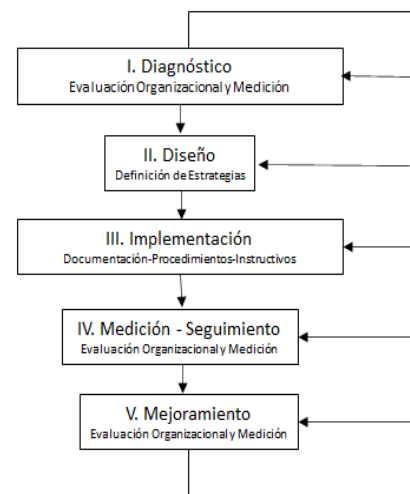 I. Diagnóstico
Evaluación Organizacional y Medición
II. Diseño
Definición de Estrategias
III. Implementación
Documentación-Procedimientos-Instructivos
IV. Medición - Seguimiento
Evaluación Organizacional y Medición
V. Mejoramiento
Evaluación Organizacional y Medición